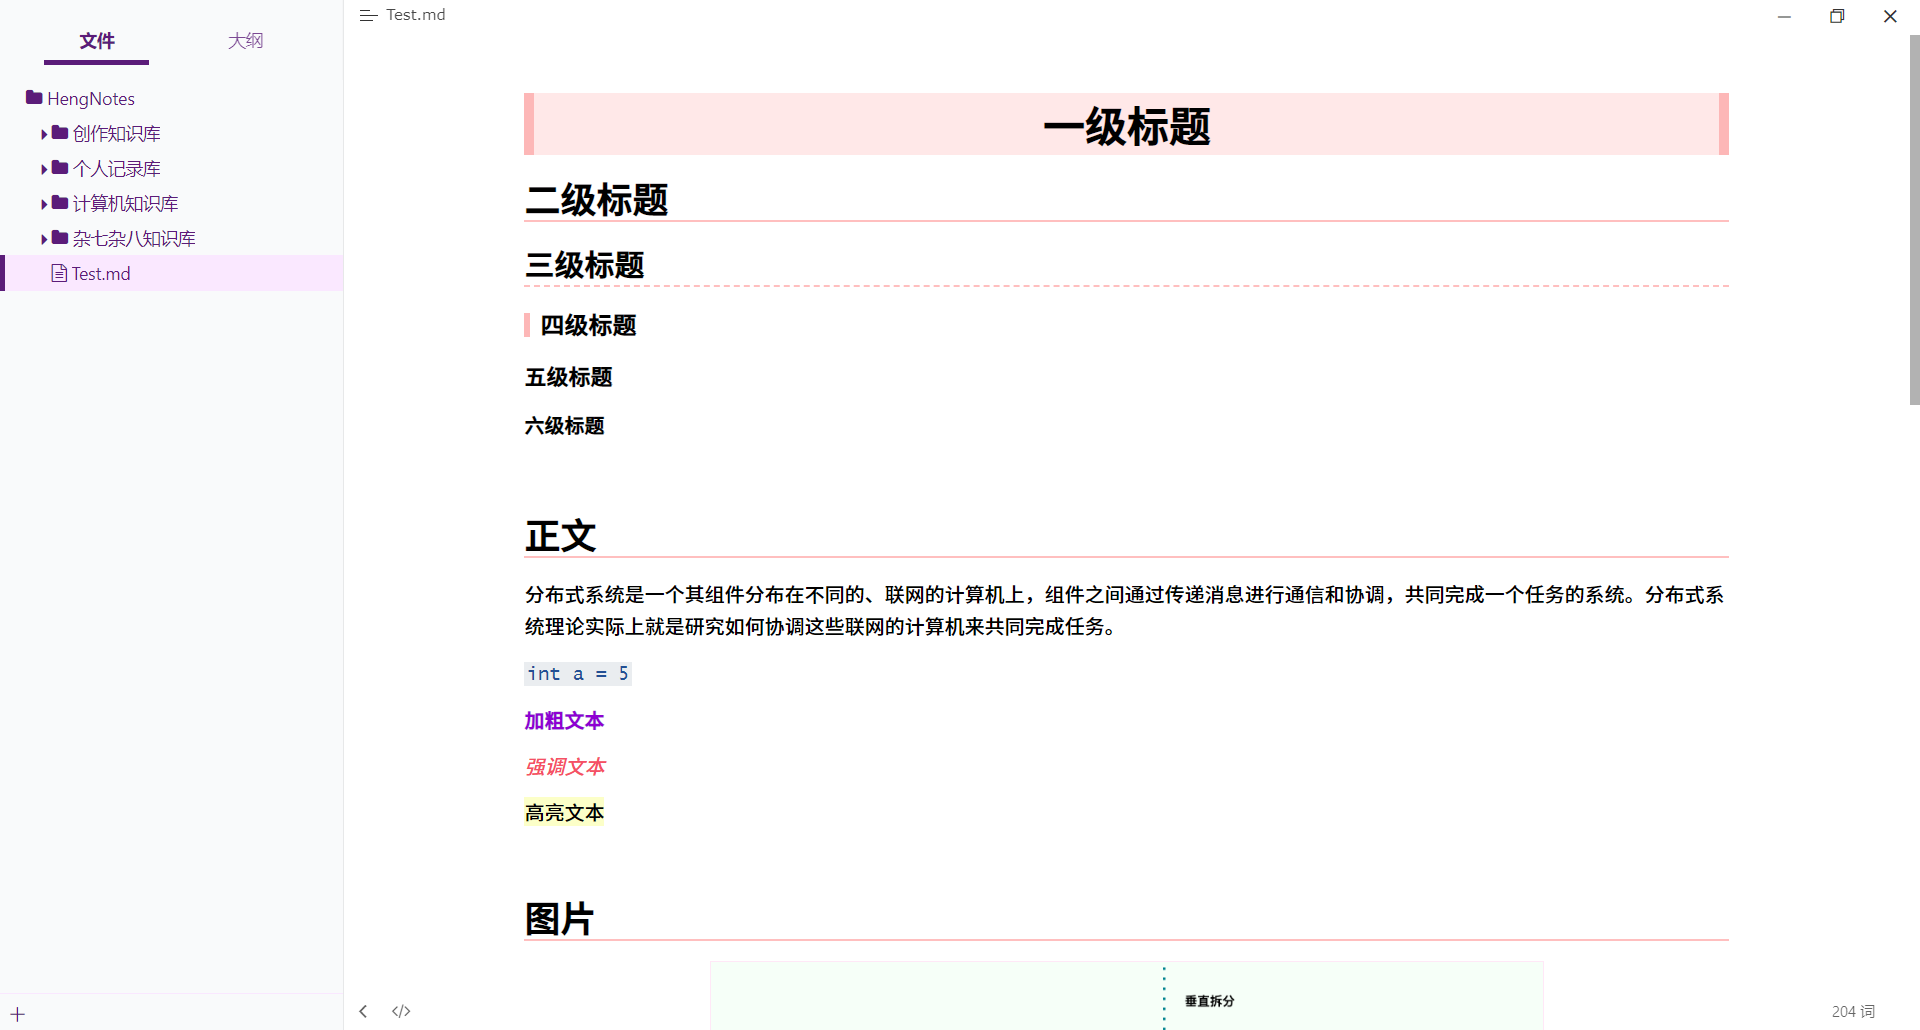 文件
大纲
HengNotes
创作知识库
个人记录库
计算机知识库
杂七杂八知识库
Test.md
Test.md
一级标题
二级标题
三级标题
四级标题
五级标题
六级标题
正文
分布式系统是一个其组件分布在不同的、联网的计算机上，组件之间通过传递消息进行通信和协调，共同完成一个任务的系统。分布式系
统理论实际上就是研究如何协调这些联网的计算机来共同完成任务。
int a = 5
加粗文本
强调文本
高亮文本
图片
垂直拆分
204 词